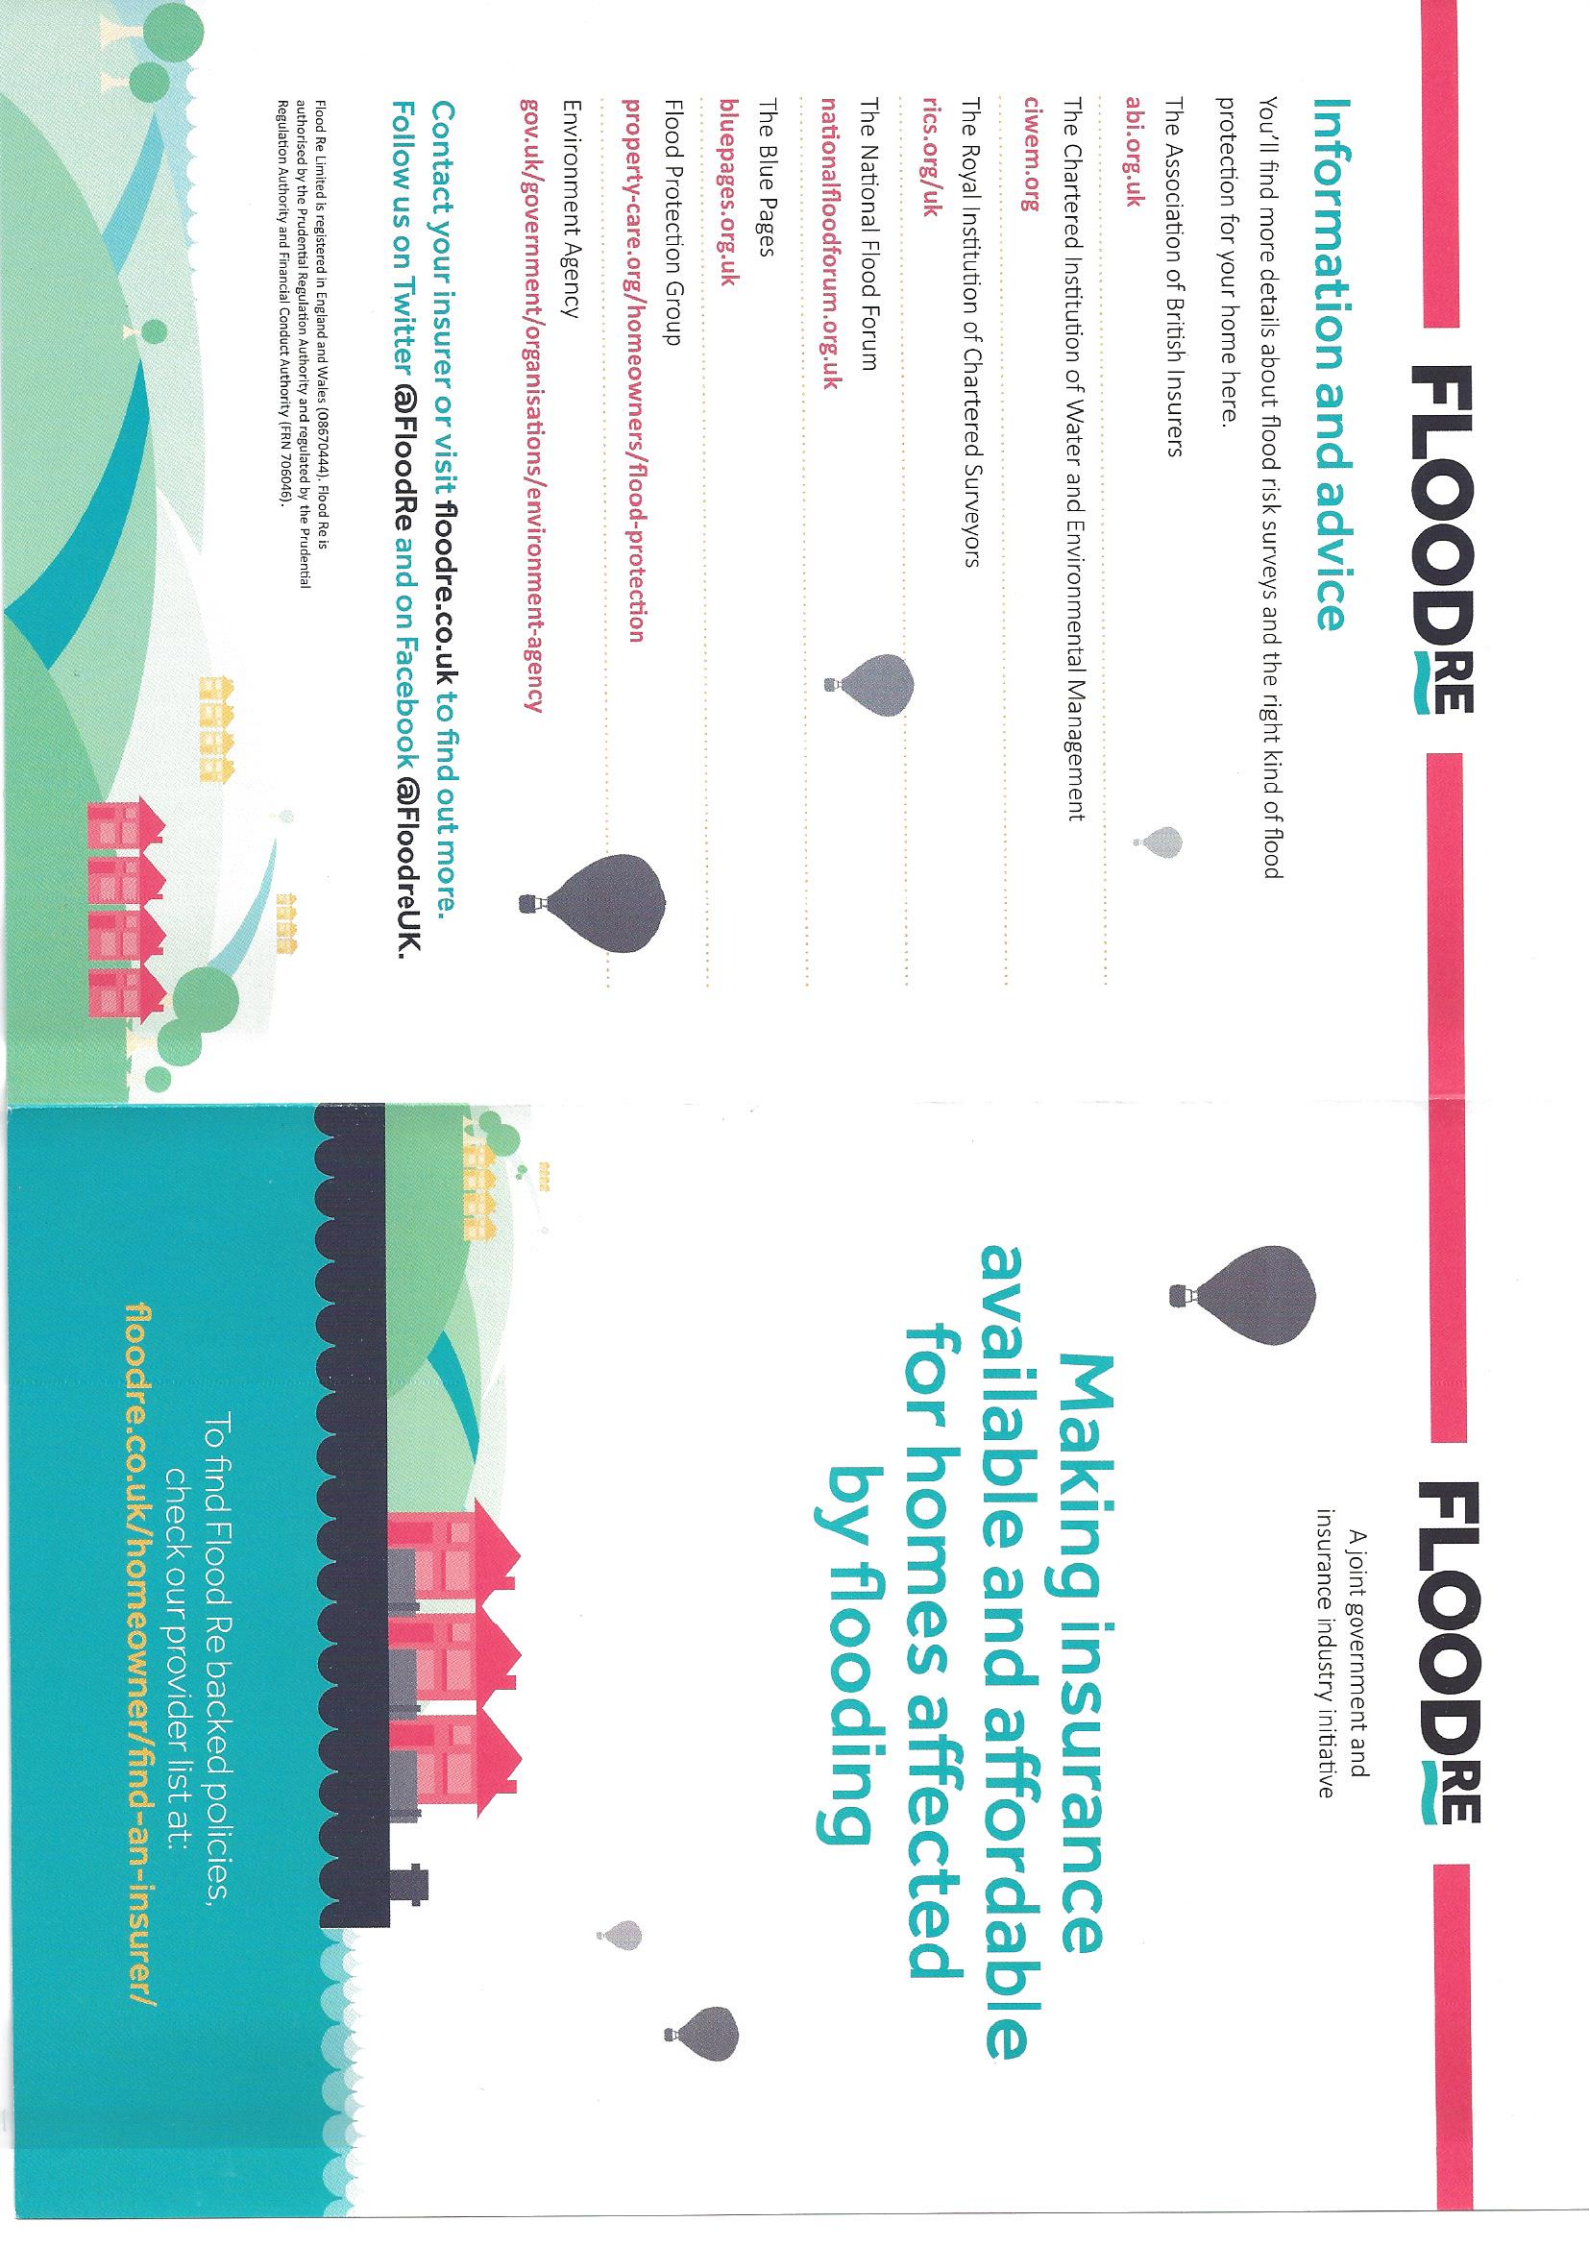 FLOODRE
Information and advice
You'll find more details about flood risk surveys and the right kind of flood
protection for your home here.
The Association of British Insurers
abi.org.uk
The Chartered Institution of Water and Environmental Management
ciwem.org
The Royal Institution of Chartered Surveyors
rics.org/uk
The National Flood Forum
nationalfloodforum.org.uk
The Blue Pages
bluepages.org.uk
Flood Protection Group
property-care.org/homeowners/flood-protection
Environment Agency
gov.uk/government/organisations/environment-agency
Contact your insurer or visit floodre.co.uk to find out more.
Follow us on Twitter @FloodRe and on Facebook @FloodreUK.
Flood Re Limited is registered in England and Wales (08670444). Flood Re is
authorised by the Prudential Regulation Authority and regulated by the Prudential
Regulation Authority and Financial Conduct Authority (FRN 706046).
FLOODRE
A joint government and
insurance industry initiative
Making insurance
available and affordable
for homes affected
by flooding
To find Flood Re backed policies,
check our provider list at:
floodre.co.uk/homeowner/find-an-insurer/